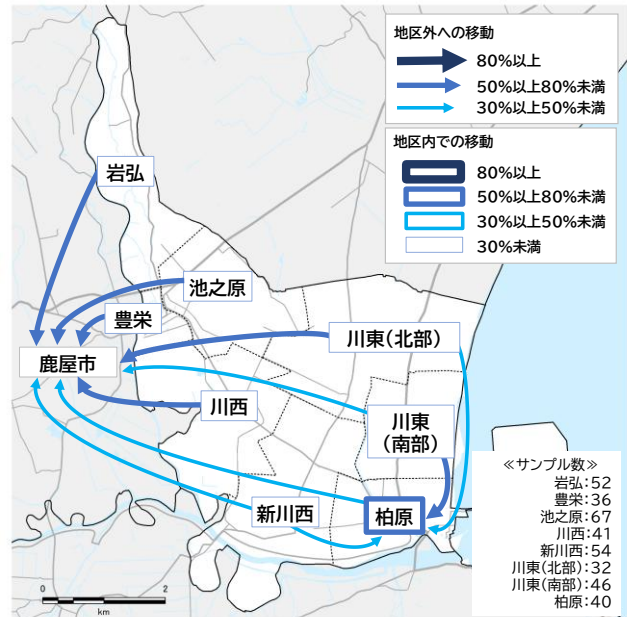 地区外への移動
80%以上
50%以上80%未満
30%以上50%未満
地区内での移動
80%以上
50%以上80%未満
30%以上50%未満
30%未満
岩弘
池之原
豊栄
川東(北部)
鹿屋市
川西
川東
(南部)
新川西
柏原
≪サンプル数≫
岩弘:52
豊栄:36
池之原:67
川西:41
新川西:54
川東(北部):32
川東(南部):46
柏原:40
0 2
km